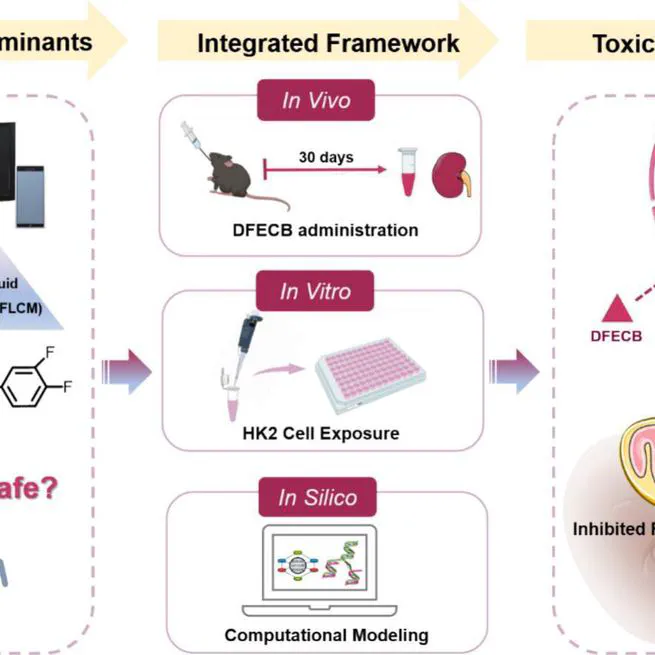 minants
Integrated Framework
Toxic
In Vivo
30 days
DFECB administration
uid
FLCM)
In Vitro
DFECB
F
F
HK2 Cell Exposure
afe?
In Silico
Inhibited F
Computational Modeling